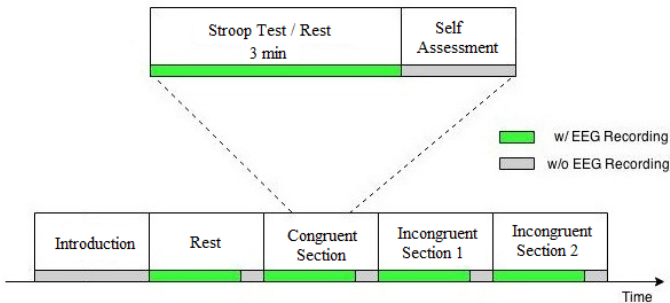 Stroop Test / Rest
3 min
Self
Assessment
w/ EEG Recording
w/o EEG Recording
Introduction
Rest
Congruent
Section
Incongruent
Section 1
Incongruent
Section 2
Time